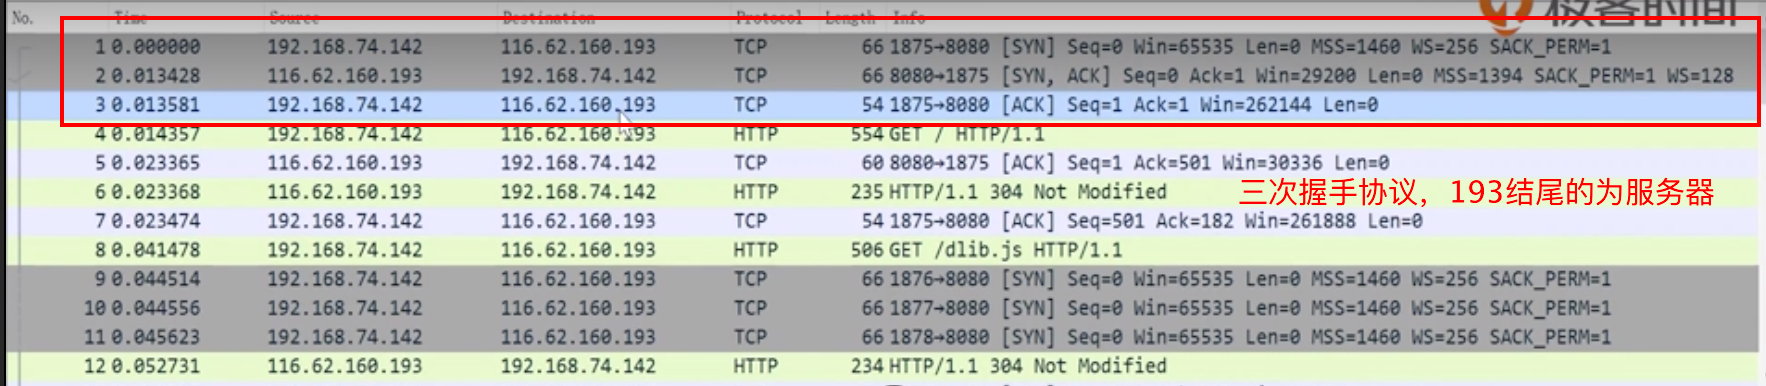 No. Time Source Destination Protocol Length Info
极客时间
1 0.000000 192.168.74.142 116.62.160.193 TCP 66 1875→8080 [SYN] Seq=0 Win=65535 Len=0 MSS=1460 WS=256 SACK_PERM=1
2 0.013428 116.62.160.193 192.168.74.142 TCP 66 8080→1875 [SYN, ACK] Seq=0 Ack=1 Win=29200 Len=0 MSS=1394 SACK_PERM=1 WS=128
3 0.013581 192.168.74.142 116.62.160.193 TCP 54 1875→8080 [ACK] Seq=1 Ack=1 Win=262144 Len=0
4 0.014357 192.168.74.142 116.62.160.193 HTTP 554 GET / HTTP/1.1
5 0.023365 116.62.160.193 192.168.74.142 TCP 60 8080→1875 [ACK] Seq=1 Ack=501 Win=30336 Len=0
6 0.023368 116.62.160.193 192.168.74.142 HTTP 235 HTTP/1.1 304 Not Modified
三次握手协议，193结尾的为服务器
7 0.023474 192.168.74.142 116.62.160.193 TCP 54 1875→8080 [ACK] Seq=501 Ack=182 Win=261888 Len=0
8 0.041478 192.168.74.142 116.62.160.193 HTTP 506 GET /dlib.js HTTP/1.1
9 0.044514 192.168.74.142 116.62.160.193 TCP 66 1876→8080 [SYN] Seq=0 Win=65535 Len=0 MSS=1460 WS=256 SACK_PERM=1
10 0.044556 192.168.74.142 116.62.160.193 TCP 66 1877→8080 [SYN] Seq=0 Win=65535 Len=0 MSS=1460 WS=256 SACK_PERM=1
11 0.045623 192.168.74.142 116.62.160.193 TCP 66 1878→8080 [SYN] Seq=0 Win=65535 Len=0 MSS=1460 WS=256 SACK_PERM=1
12 0.052731 116.62.160.193 192.168.74.142 HTTP 234 HTTP/1.1 304 Not Modified